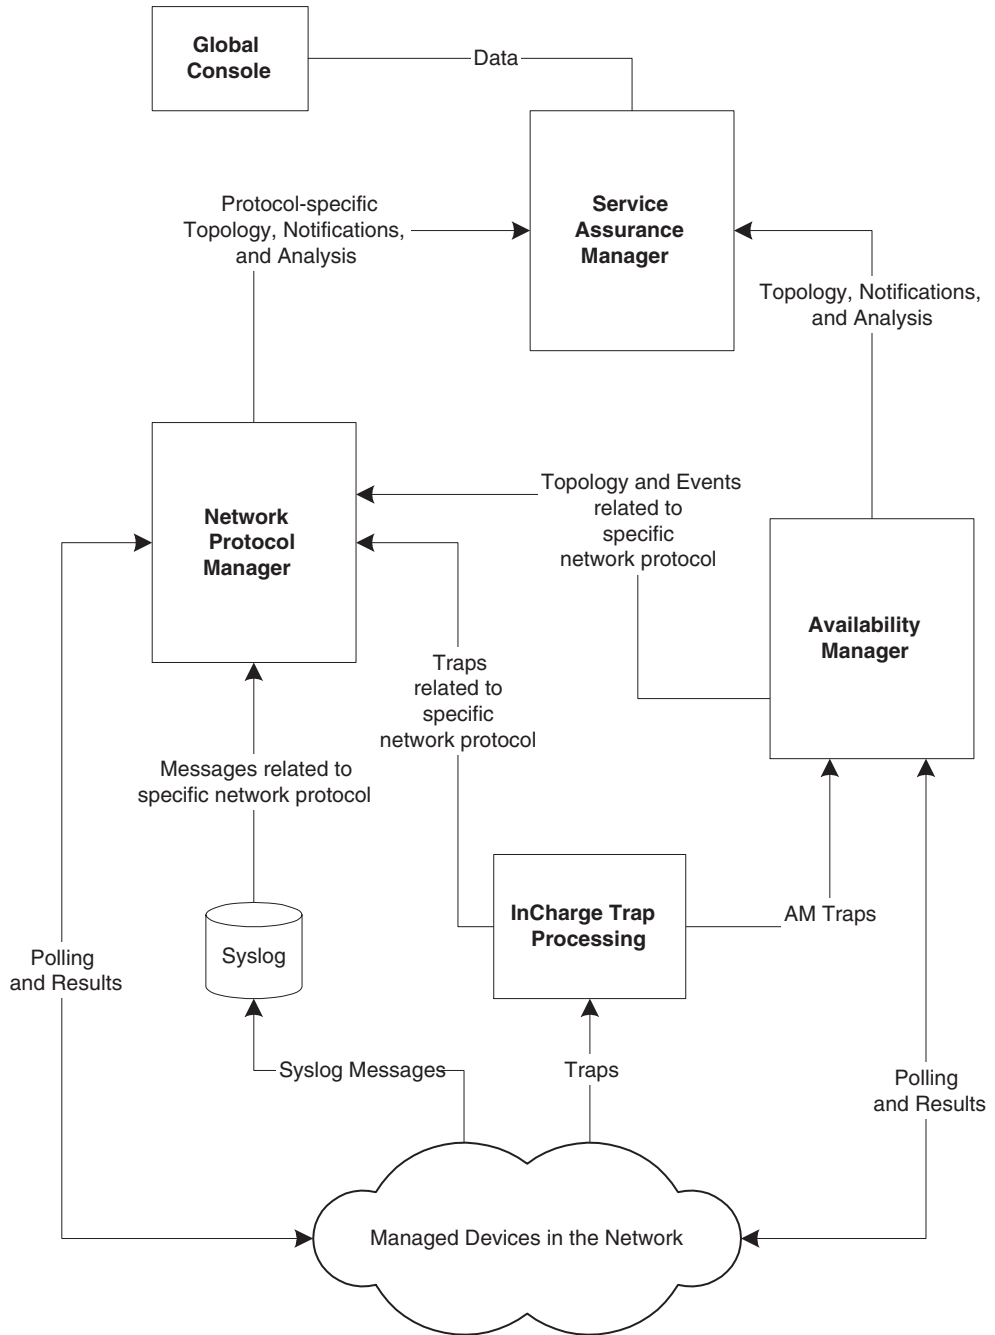 Global
Console
Data
Service
Assurance
Manager
Protocol-specific
Topology, Notifications,
and Analysis
Topology, Notifications,
and Analysis
Network
Protocol
Manager
Topology and Events
related to
specific
network protocol
Availability
Manager
Traps
related to
specific
network protocol
Messages related to
specific network protocol
InCharge Trap
Processing
AM Traps
Syslog
Polling
and Results
Syslog Messages
Traps
Polling
and Results
Managed Devices in the Network